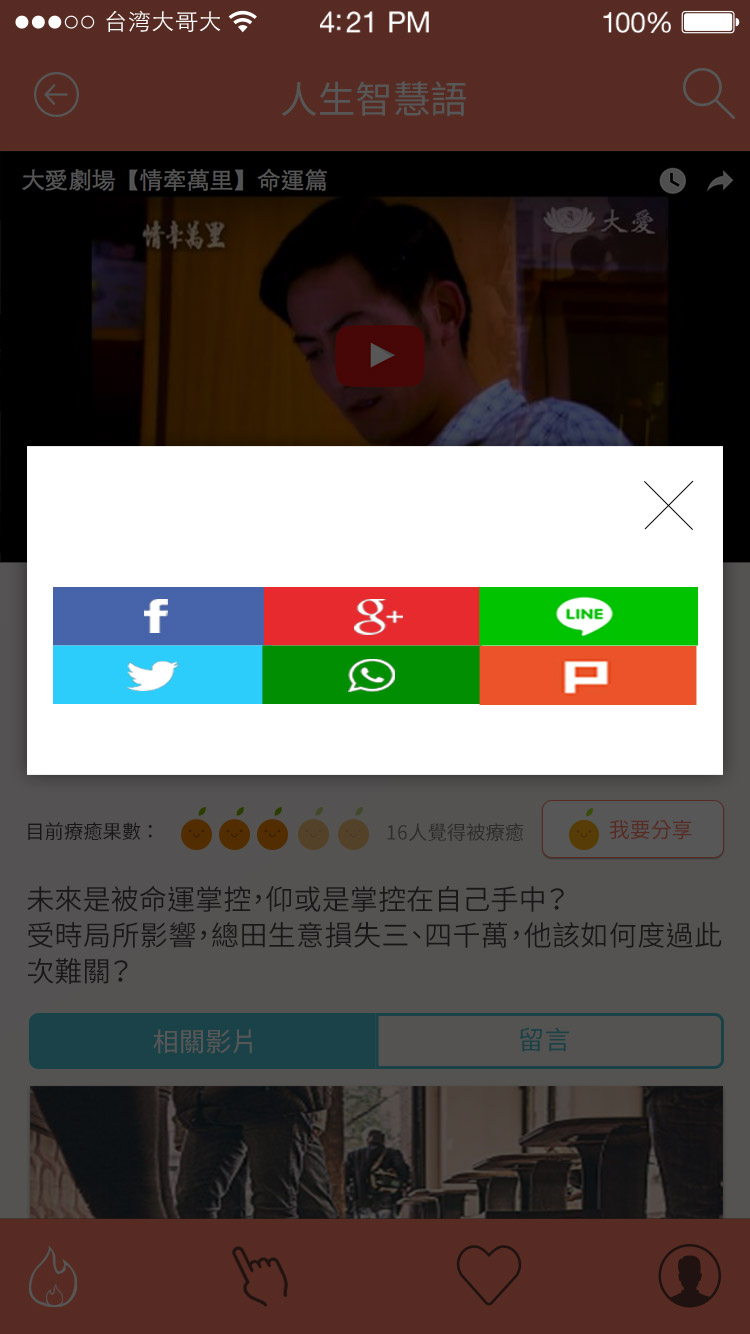 台湾大哥大
4:21 PM
100%
人生智慧語
大愛劇場【情牽萬里】命運篇
情牽萬里
大愛
f
g+
LINE
P
目前療癒果數：
16人覺得被療癒
我要分享
未來是被命運掌控，仰或是掌控在自己手中？
受時局所影響，總田生意損失三、四千萬，他該如何度過此
次難關？
相關影片
留言